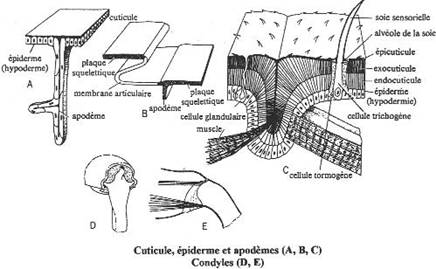 cuticule
épiderme
(hypoderme)
A
apodème
plaque
squelettique
membrane articulaire
B
apodème
plaque
squelettique
soie sensorielle
alvéole de la soie
épicuticule
exocuticule
endocuticule
épiderme
(hypodermie)
cellule trichogène
cellule glandulaire
muscle
C
cellule tormogène
D
E
Cuticule, épiderme et apodèmes (A, B, C)
Condyles (D, E)